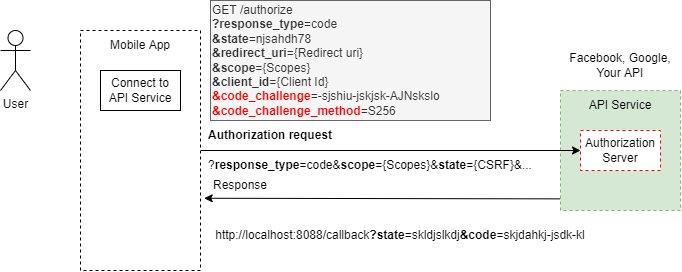 GET /authorize
?response_type=code
&state=njsahdh78
&redirect_uri={Redirect uri}
&scope={Scopes}
&client_id={Client Id}
&code_challenge=-sjshiu-jskjsk-AJNskslo
&code_challenge_method=S256
Mobile App
Connect to
API Service
User
Facebook, Google,
Your API
API Service
Authorization
Server
Authorization request
?response_type=code&scope={Scopes}&state={CSRF}&...
Response
http://localhost:8088/callback?state=skldjslkdj&code=skjdahkj-jsdk-kl